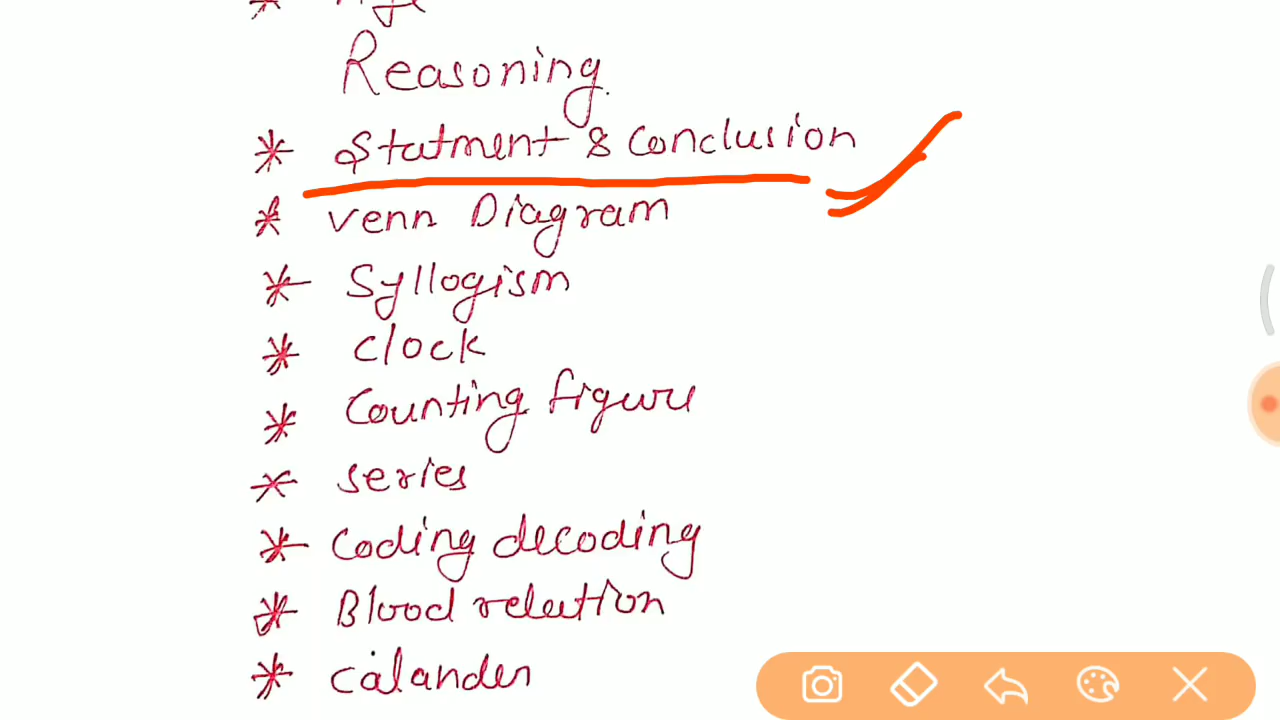 Reasoning
* Statment & Conclusion
* Venn Diagram
* Syllogism
* Clock
* Counting figure
* Series
* Coding decoding
* Blood relation
* Calander